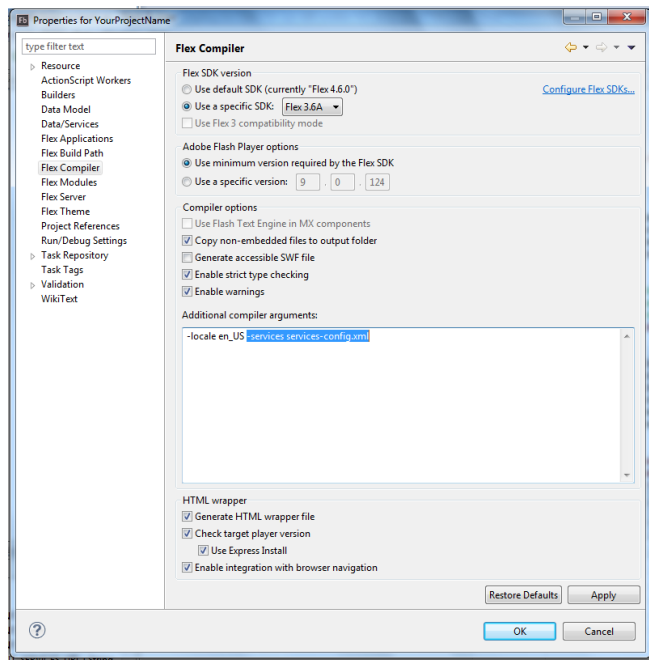 Fb Properties for YourProjectName
type filter text
Resource
ActionScript Workers
Builders
Data Model
Data/Services
Flex Applications
Flex Build Path
Flex Compiler
Flex Modules
Flex Server
Flex Theme
Project References
Run/Debug Settings
Task Repository
Task Tags
Validation
WikiText
Flex Compiler
Flex SDK version
Use default SDK (currently "Flex 4.6.0")
Configure Flex SDKs...
Use a specific SDK: Flex 3.6A
Use Flex 3 compatibility mode
Adobe Flash Player options
Use minimum version required by the Flex SDK
Use a specific version: 9 . 0 . 124
Compiler options
Use Flash Text Engine in MX components
Copy non-embedded files to output folder
Generate accessible SWF file
Enable strict type checking
Enable warnings
Additional compiler arguments:
-locale en_US -services services-config.xml
HTML wrapper
Generate HTML wrapper file
Check target player version
Use Express Install
Enable integration with browser navigation
Restore Defaults
Apply
?
OK
Cancel